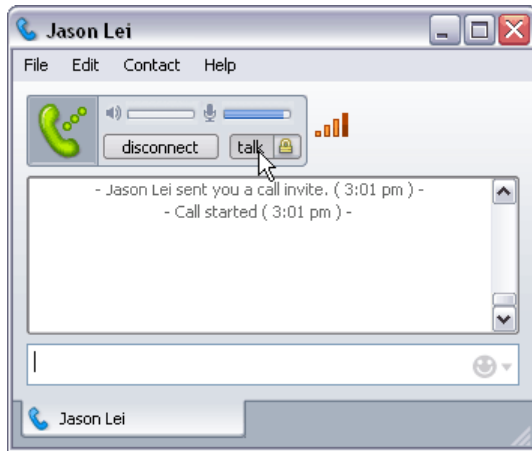 Jason Lei
File Edit Contact Help
disconnect talk
- Jason Lei sent you a call invite. ( 3:01 pm ) -
- Call started ( 3:01 pm ) -
Jason Lei